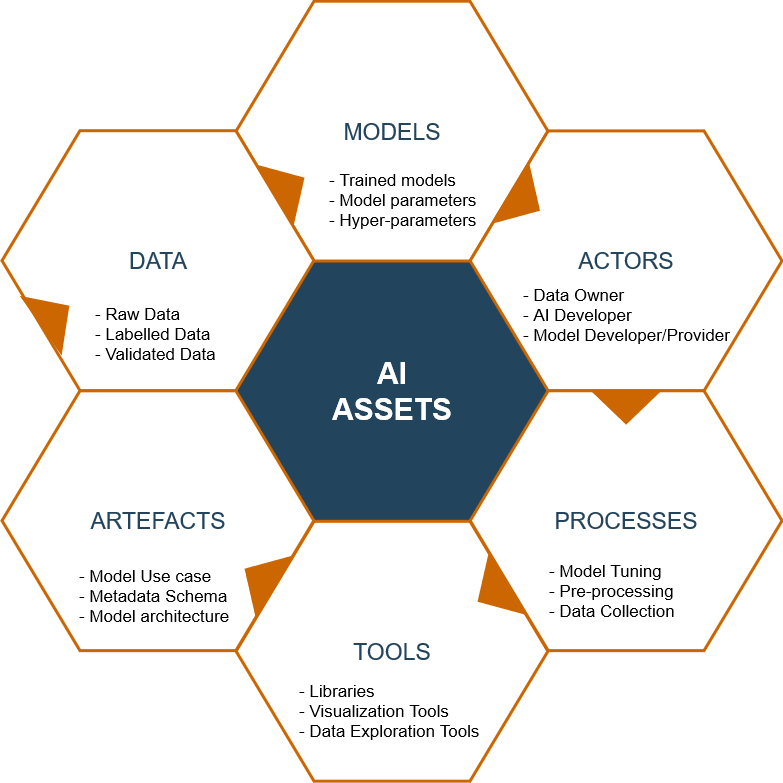 MODELS
- Trained models
- Model parameters
- Hyper-parameters
DATA
- Raw Data
- Labelled Data
- Validated Data
ACTORS
- Data Owner
- AI Developer
- Model Developer/Provider
AI
ASSETS
ARTEFACTS
- Model Use case
- Metadata Schema
- Model architecture
PROCESSES
- Model Tuning
- Pre-processing
- Data Collection
TOOLS
- Libraries
- Visualization Tools
- Data Exploration Tools